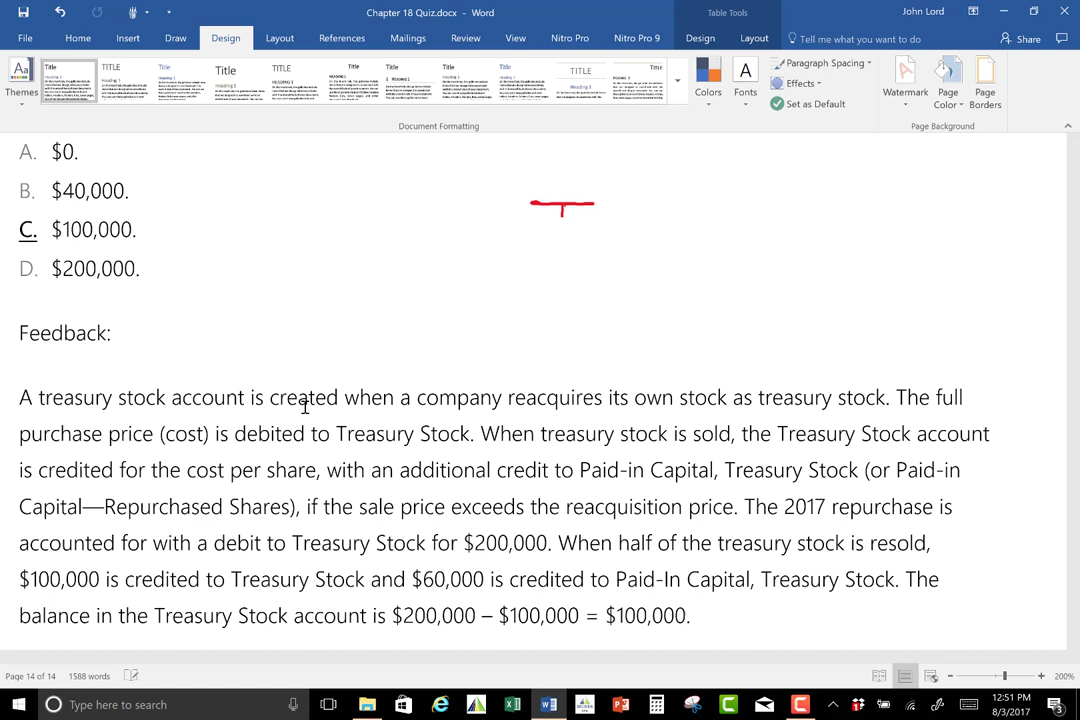 Chapter 18 Quiz.docx - Word
Table Tools
John Lord
File Home Insert Draw Design Layout References Mailings Review View Nitro Pro Nitro Pro 9 Design Layout Tell me what you want to do Share
Themes
Colors
Fonts
Paragraph Spacing
Effects
Set as Default
Watermark
Page Color
Page Borders
Document Formatting
Page Background
A. $0.
B. $40,000.
C. $100,000.
D. $200,000.
Feedback:
A treasury stock account is created when a company reacquires its own stock as treasury stock. The full
purchase price (cost) is debited to Treasury Stock. When treasury stock is sold, the Treasury Stock account
is credited for the cost per share, with an additional credit to Paid-in Capital, Treasury Stock (or Paid-in
Capital—Repurchased Shares), if the sale price exceeds the reacquisition price. The 2017 repurchase is
accounted for with a debit to Treasury Stock for $200,000. When half of the treasury stock is resold,
$100,000 is credited to Treasury Stock and $60,000 is credited to Paid-In Capital, Treasury Stock. The
balance in the Treasury Stock account is $200,000 – $100,000 = $100,000.
Page 14 of 14 1588 words
200%
Type here to search
12:51 PM
8/3/2017